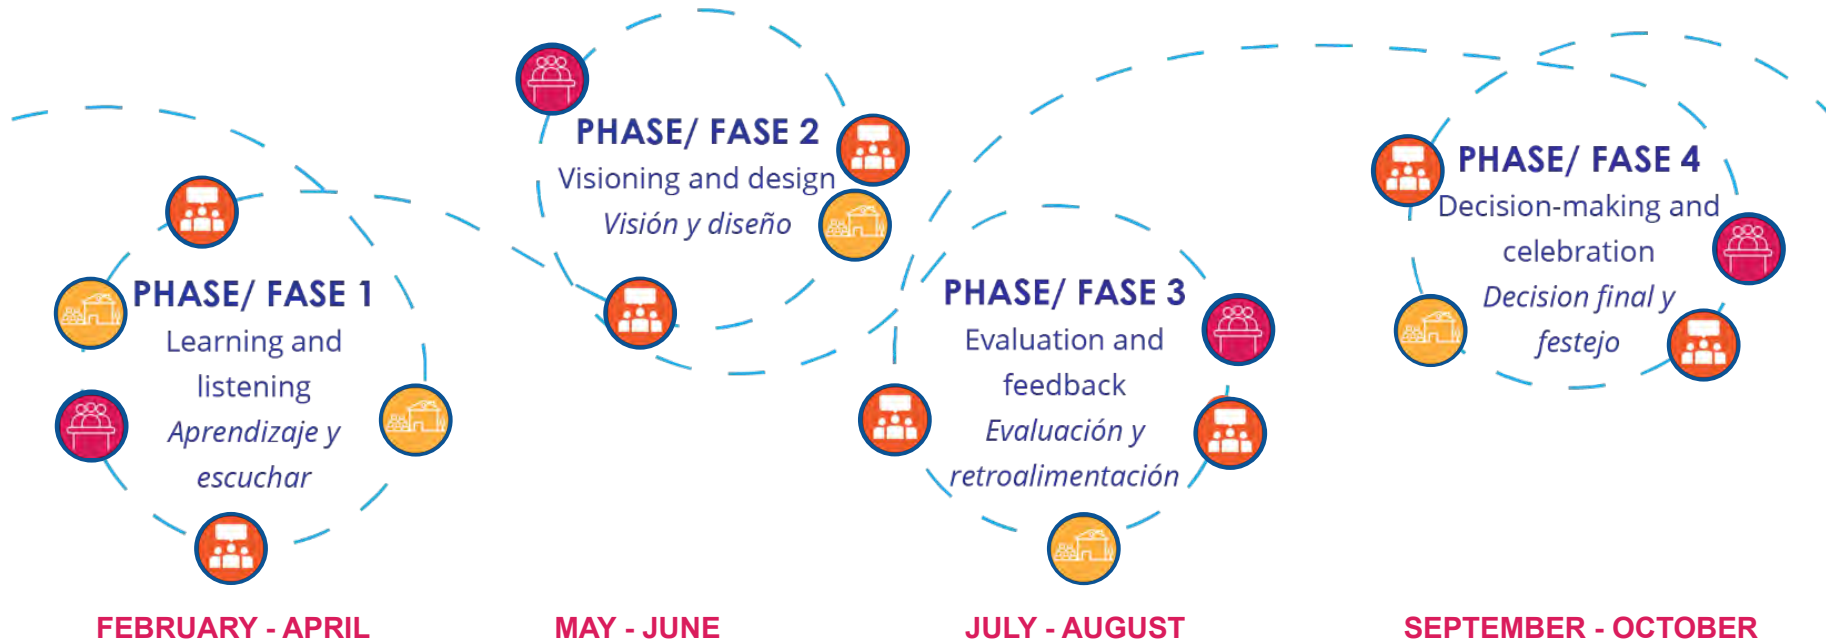 PHASE/ FASE 1
Learning and
listening
Aprendizaje y
escuchar
FEBRUARY - APRIL
PHASE/ FASE 2
Visioning and design
Visión y diseño
MAY - JUNE
PHASE/ FASE 3
Evaluation and
feedback
Evaluación y
retroalimentación
JULY - AUGUST
PHASE/ FASE 4
Decision-making and
celebration
Decision final y
festejo
SEPTEMBER - OCTOBER